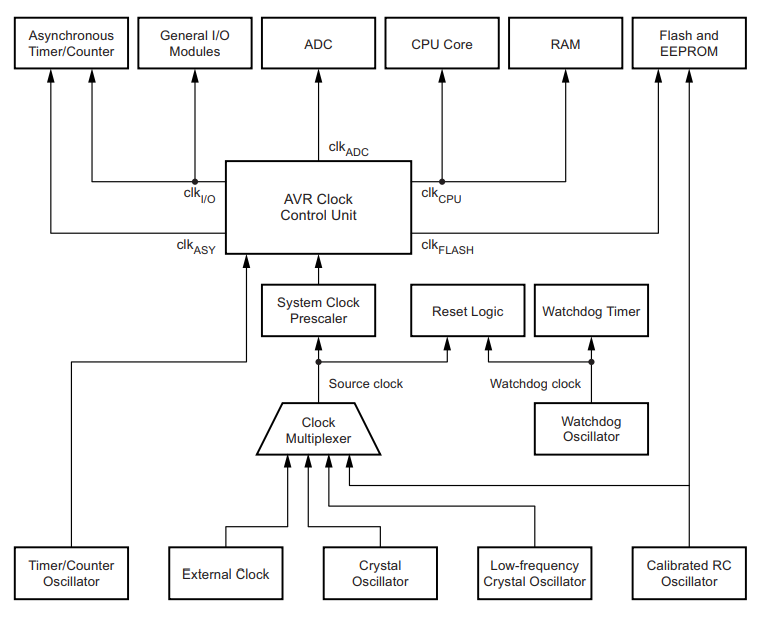 Asynchronous
Timer/Counter
General I/O
Modules
ADC
CPU Core
RAM
Flash and
EEPROM
clkADC
clkI/O
AVR Clock
Control Unit
clkCPU
clkASY
clkFLASH
System Clock
Prescaler
Reset Logic
Watchdog Timer
Source clock
Watchdog clock
Clock
Multiplexer
Watchdog
Oscillator
Timer/Counter
Oscillator
External Clock
Crystal
Oscillator
Low-frequency
Crystal Oscillator
Calibrated RC
Oscillator